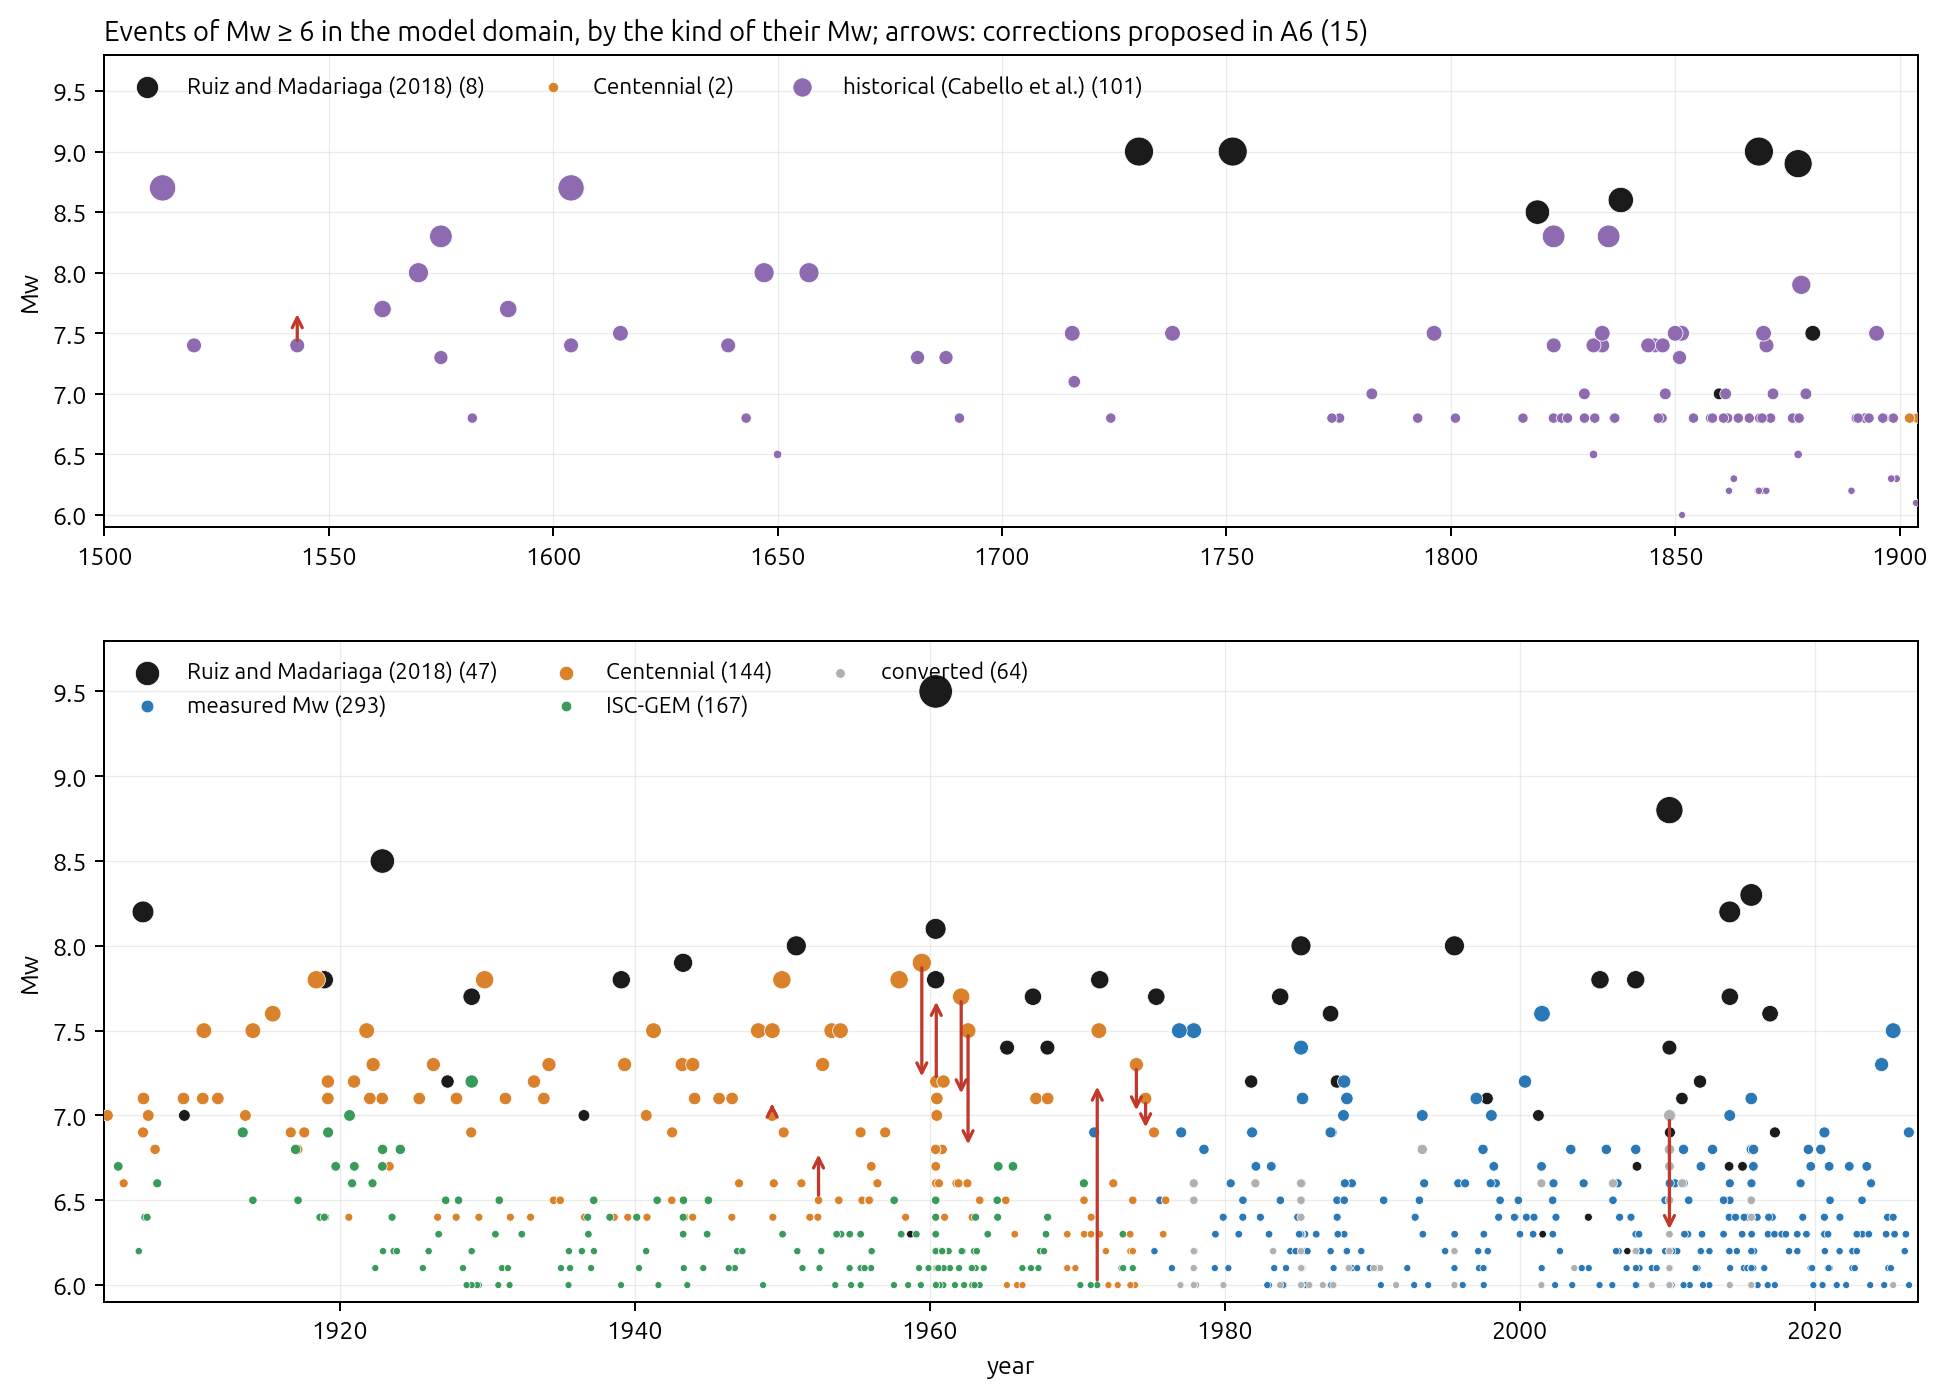 Events of Mw ≥ 6 in the model domain, by the kind of their Mw; arrows: corrections proposed in A6 (15)
Ruiz and Madariaga (2018) (8) Centennial (2) historical (Cabello et al.) (101)
9.5
9.0
8.5
8.0
7.5
7.0
6.5
6.0
Mw
1500 1550 1600 1650 1700 1750 1800 1850 1900
Ruiz and Madariaga (2018) (47) Centennial (144) converted (64)
measured Mw (293) ISC-GEM (167)
9.5
9.0
8.5
8.0
7.5
7.0
6.5
6.0
Mw
1920 1940 1960 1980 2000 2020
year